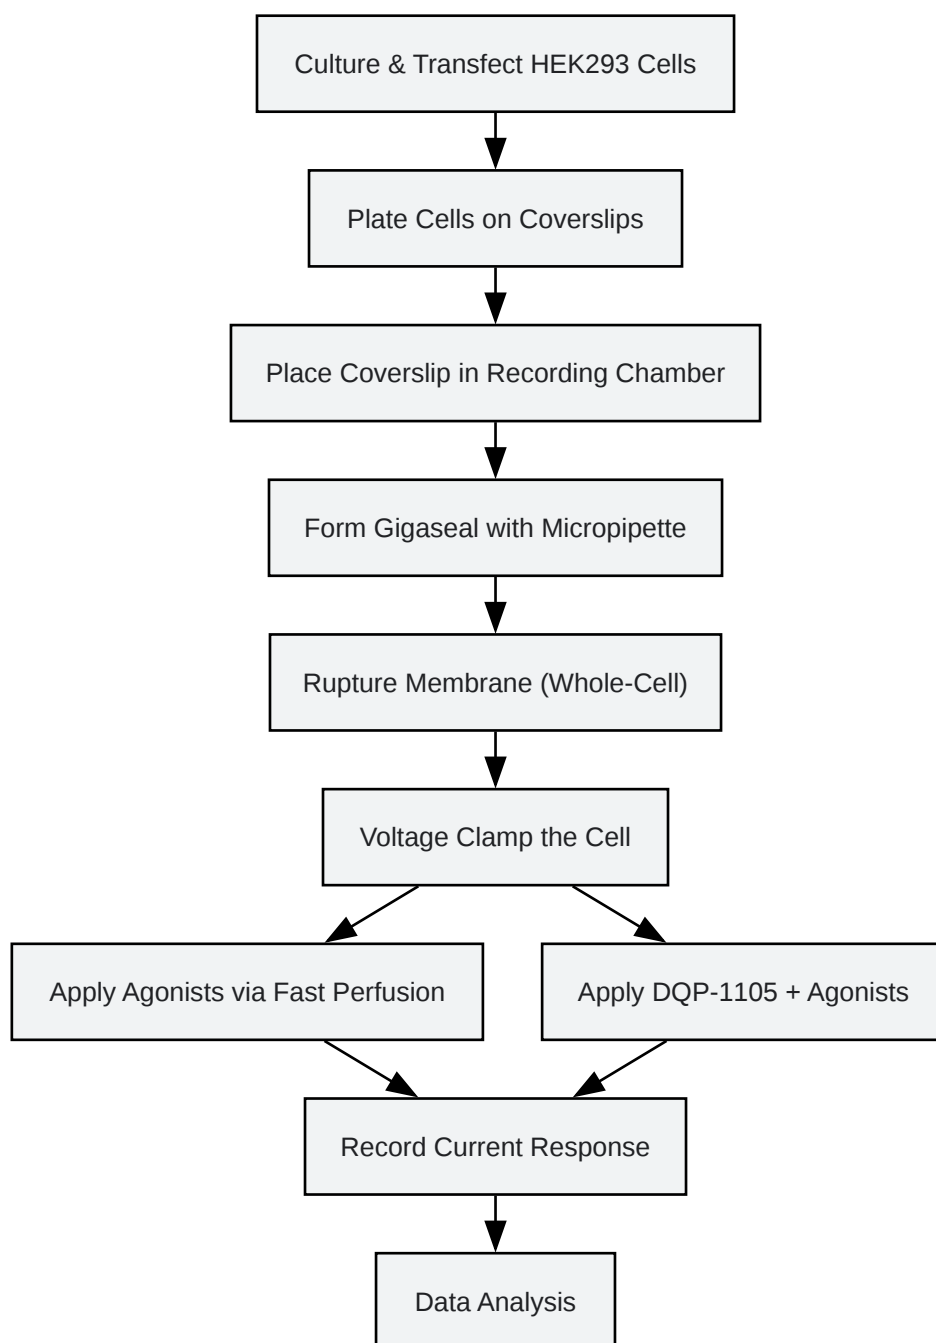 Culture & Transfect HEK293 Cells
Plate Cells on Coverslips
Place Coverslip in Recording Chamber
Form Gigaseal with Micropipette
Rupture Membrane (Whole-Cell)
Voltage Clamp the Cell
Apply Agonists via Fast Perfusion
Apply DQP-1105 + Agonists
Record Current Response
Data Analysis